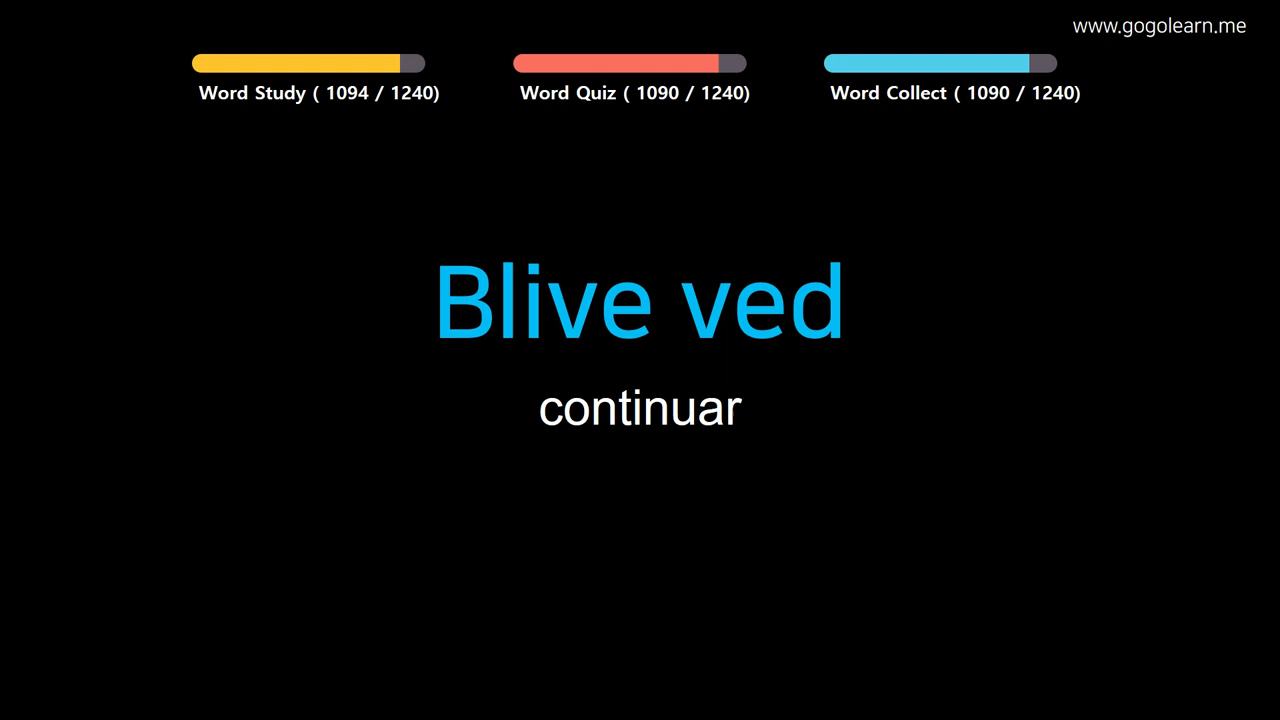 www.gogolearn.me
Word Study ( 1094 / 1240)
Word Quiz ( 1090 / 1240)
Word Collect ( 1090 / 1240)
Blive ved
continuar